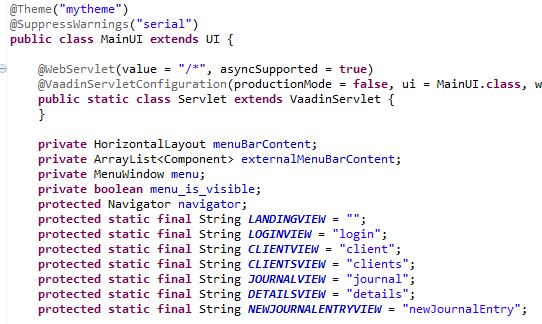 @Theme("mytheme")
@SuppressWarnings("serial")
public class MainUI extends UI {
@WebServlet(value = "/*", asyncSupported = true)
@VaadinServletConfiguration(productionMode = false, ui = MainUI.class, w
public static class Servlet extends VaadinServlet {
}
private HorizontalLayout menuBarContent;
private ArrayList<Component> externalMenuBarContent;
private MenuWindow menu;
private boolean menu_is_visible;
protected Navigator navigator;
protected static final String LANDINGVIEW = "";
protected static final String LOGINVIEW = "login";
protected static final String CLIENTVIEW = "client";
protected static final String CLIENTSVIEW = "clients";
protected static final String JOURNALVIEW = "journal";
protected static final String DETAILSVIEW = "details";
protected static final String NEWJOURNALENTRYVIEW = "newJournalEntry";